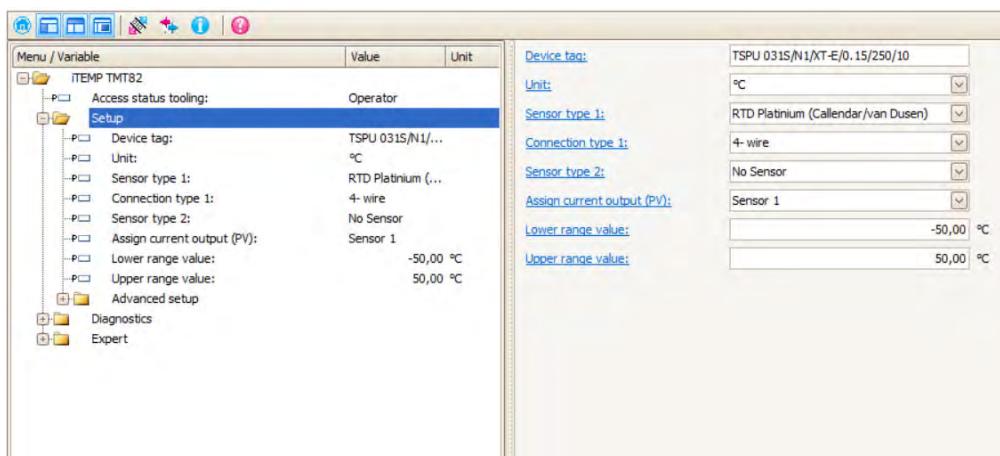 Menu / Variable Value Unit
iTEMP TMT82
Access status tooling: Operator
Setup
Device tag: TSPU 031S/N1/...
Unit: °C
Sensor type 1: RTD Platinium (...
Connection type 1: 4- wire
Sensor type 2: No Sensor
Assign current output (PV): Sensor 1
Lower range value: -50,00 °C
Upper range value: 50,00 °C
Advanced setup
Diagnostics
Expert
Device tag: TSPU 031S/N1/XT-E/0.15/250/10
Unit: °C
Sensor type 1: RTD Platinium (Callendar/van Dusen)
Connection type 1: 4- wire
Sensor type 2: No Sensor
Assign current output (PV): Sensor 1
Lower range value: -50,00 °C
Upper range value: 50,00 °C